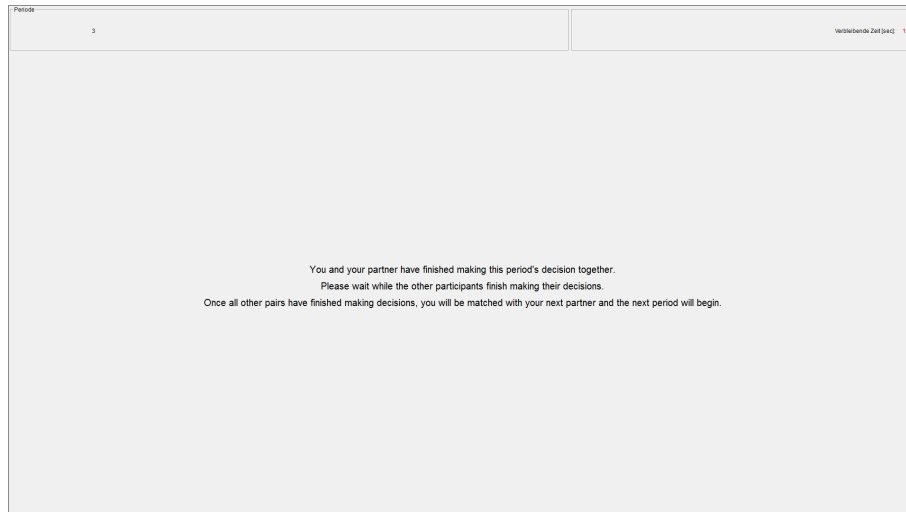 Periode
3
Verbleibende Zeit [sec]: 1
You and your partner have finished making this period's decision together.
Please wait while the other participants finish making their decisions.
Once all other pairs have finished making decisions, you will be matched with your next partner and the next period will begin.